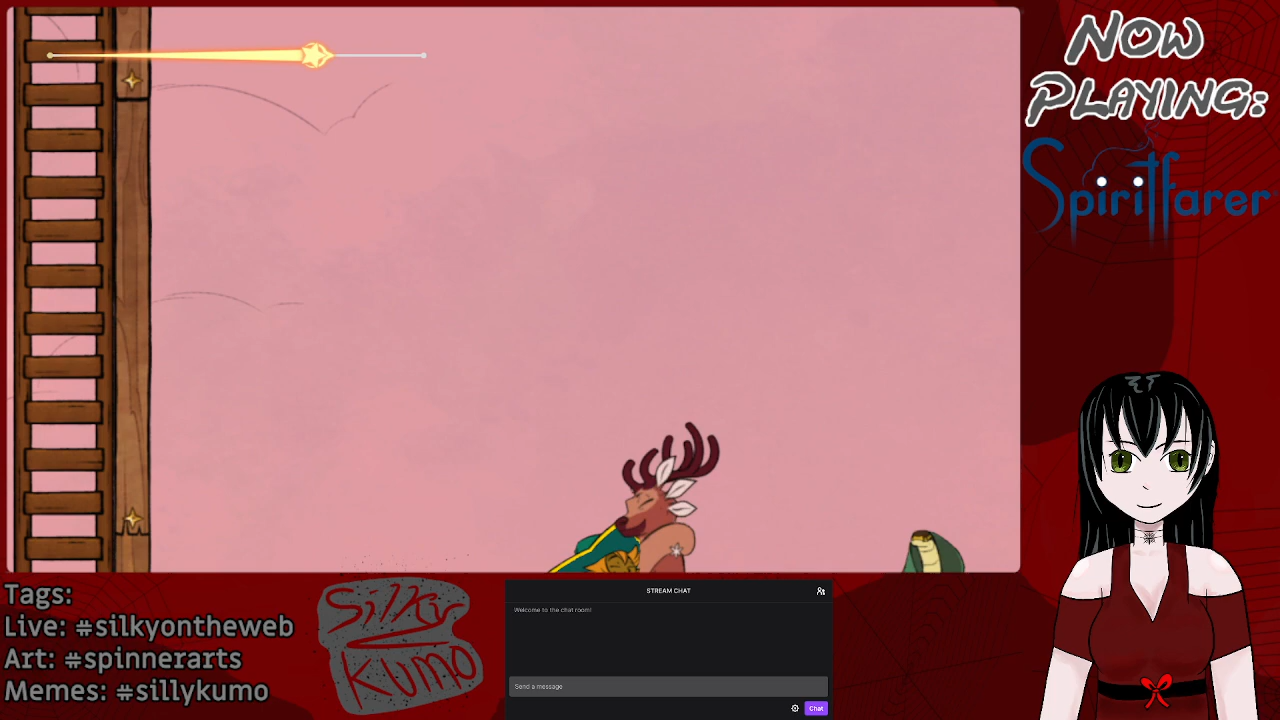 Now
Playing:
Spiritfarer
Tags:
Live: #silkyontheweb
Art: #spinnerarts
Memes: #sillykumo
Silky
Kumo
STREAM CHAT
Welcome to the chat room!
Send a message
Chat